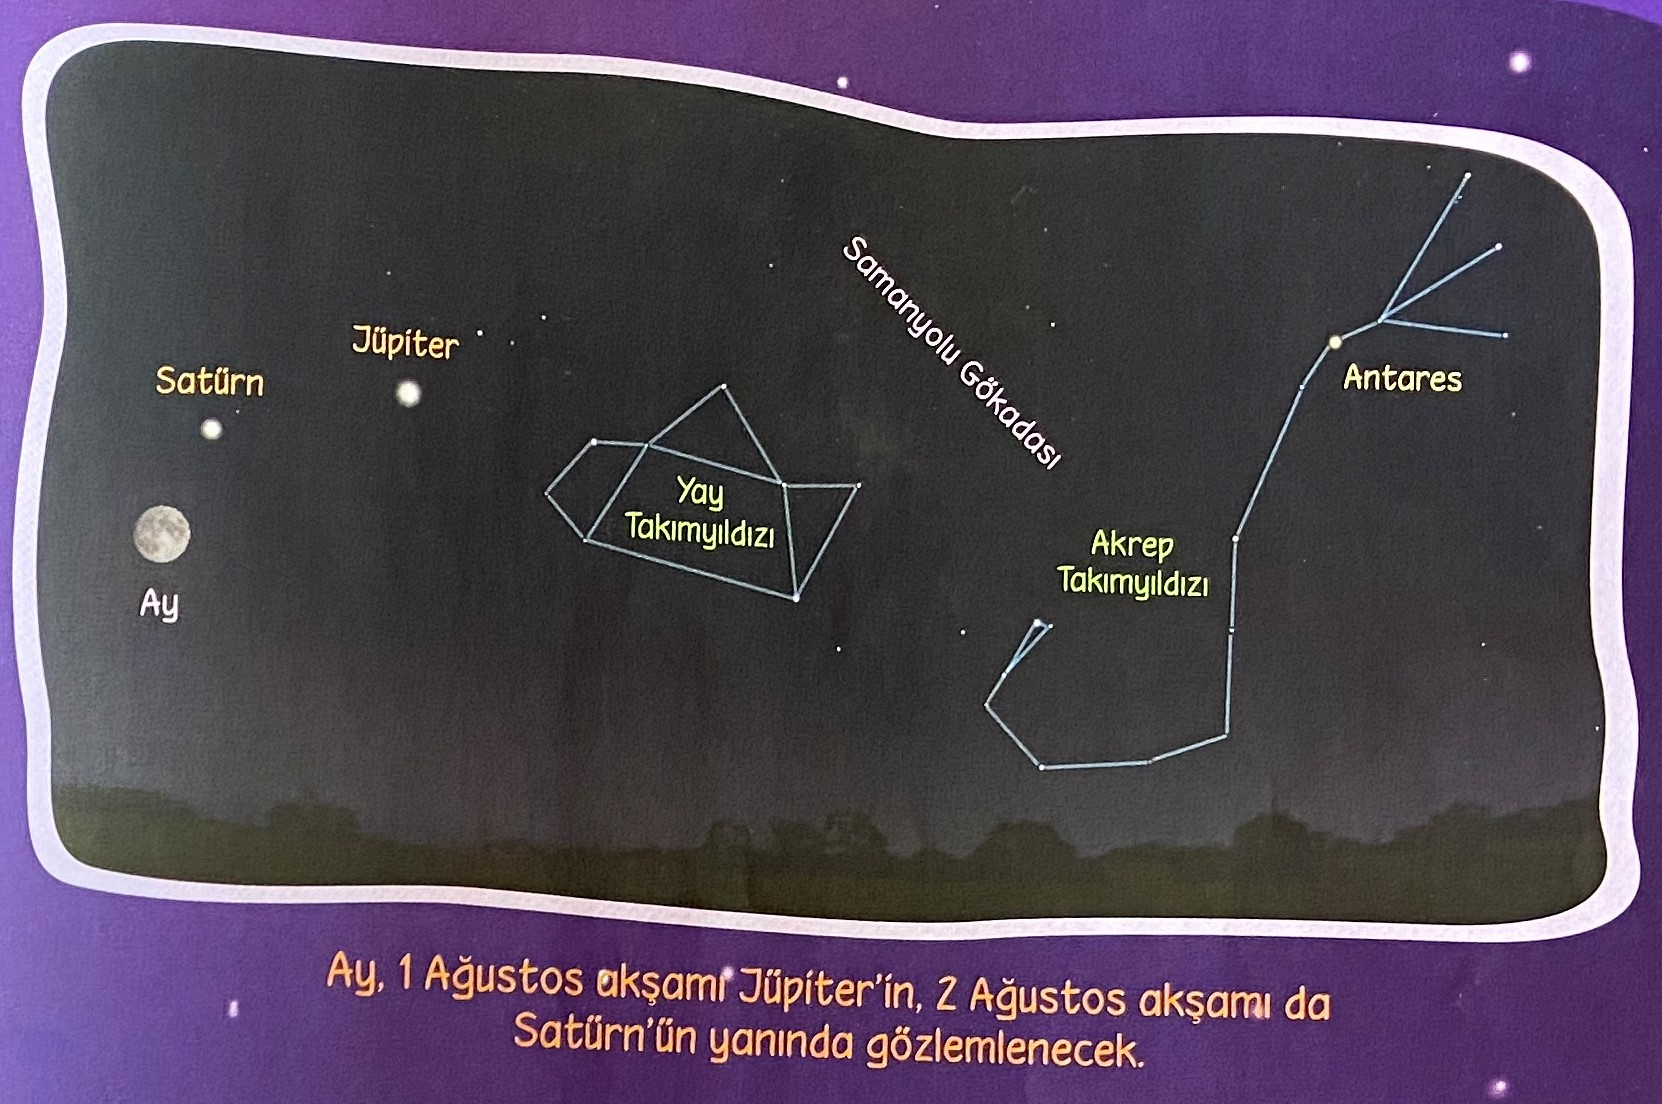 Samanyolu Gökadası
Jüpiter
Satürn
Antares
Yay
Takımyıldızı
Akrep
Takımyıldızı
Ay
Ay, 1 Ağustos akşamı Jüpiter'in, 2 Ağustos akşamı da
Satürn'ün yanında gözlemlenecek.